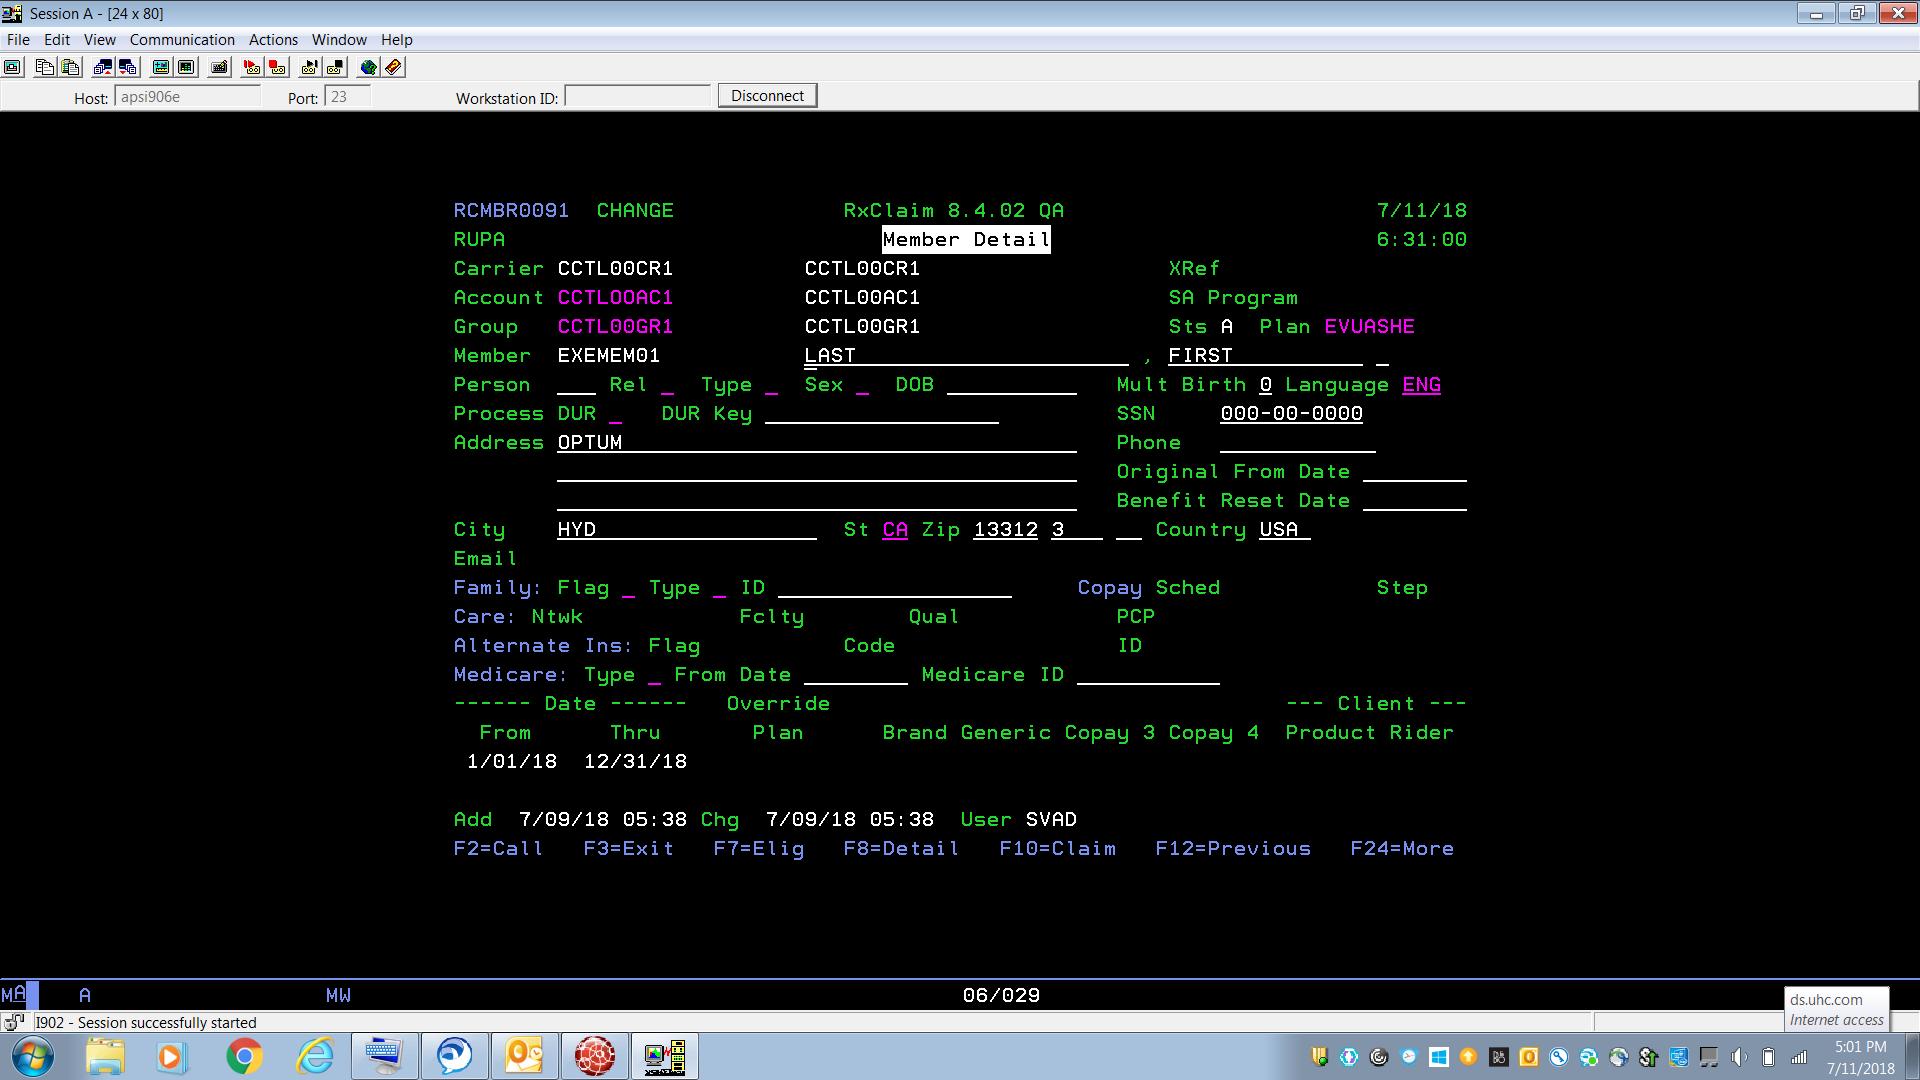 Session A - [24 x 80]
File Edit View Communication Actions Window Help
Host: apsi906e Port: 23 Workstation ID: Disconnect
RCMBR0091 CHANGE RxClaim 8.4.02 QA 7/11/18
RUPA Member Detail 6:31:00
Carrier CCTL00CR1 CCTL00CR1 XRef
Account CCTL00AC1 CCTL00AC1 SA Program
Group CCTL00GR1 CCTL00GR1 Sts A Plan EVUASHE
Member EXEMEM01 LAST , FIRST
Person Rel Type Sex DOB Mult Birth 0 Language ENG
Process DUR DUR Key SSN 000-00-0000
Address OPTUM Phone
Original From Date
Benefit Reset Date
City HYD St CA Zip 13312 3 Country USA
Email
Family: Flag Type ID Copay Sched Step
Care: Ntwk Fclty Qual PCP
Alternate Ins: Flag Code ID
Medicare: Type From Date Medicare ID
------ Date ------ Override --- Client ---
From Thru Plan Brand Generic Copay 3 Copay 4 Product Rider
1/01/18 12/31/18
Add 7/09/18 05:38 Chg 7/09/18 05:38 User SVAD
F2=Call F3=Exit F7=Elig F8=Detail F10=Claim F12=Previous F24=More
MA A MW 06/029
ds.uhc.com
Internet access
I902 - Session successfully started
5:01 PM
7/11/2018